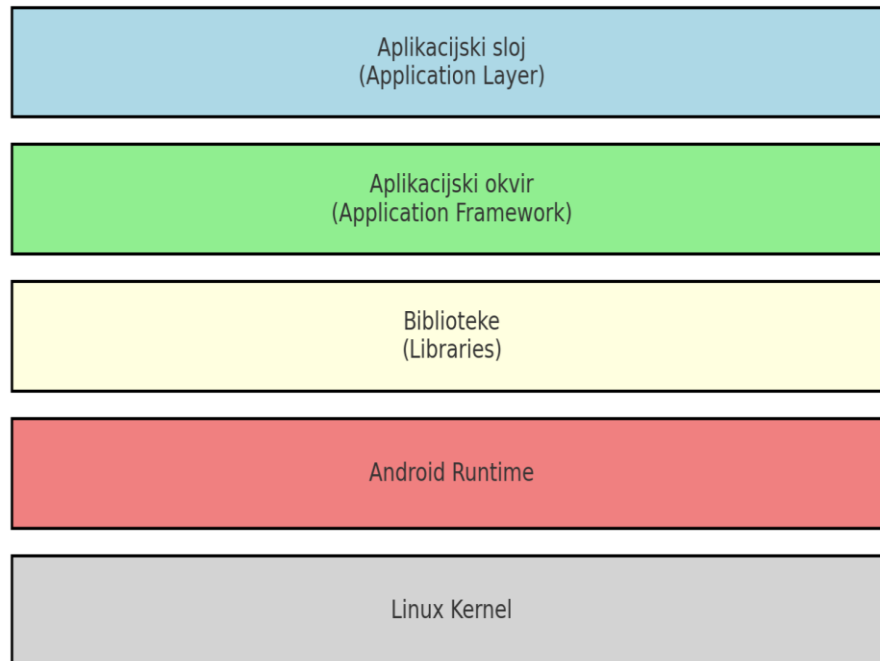 Aplikacijski sloj
(Application Layer)
Aplikacijski okvir
(Application Framework)
Biblioteke
(Libraries)
Android Runtime
Linux Kernel